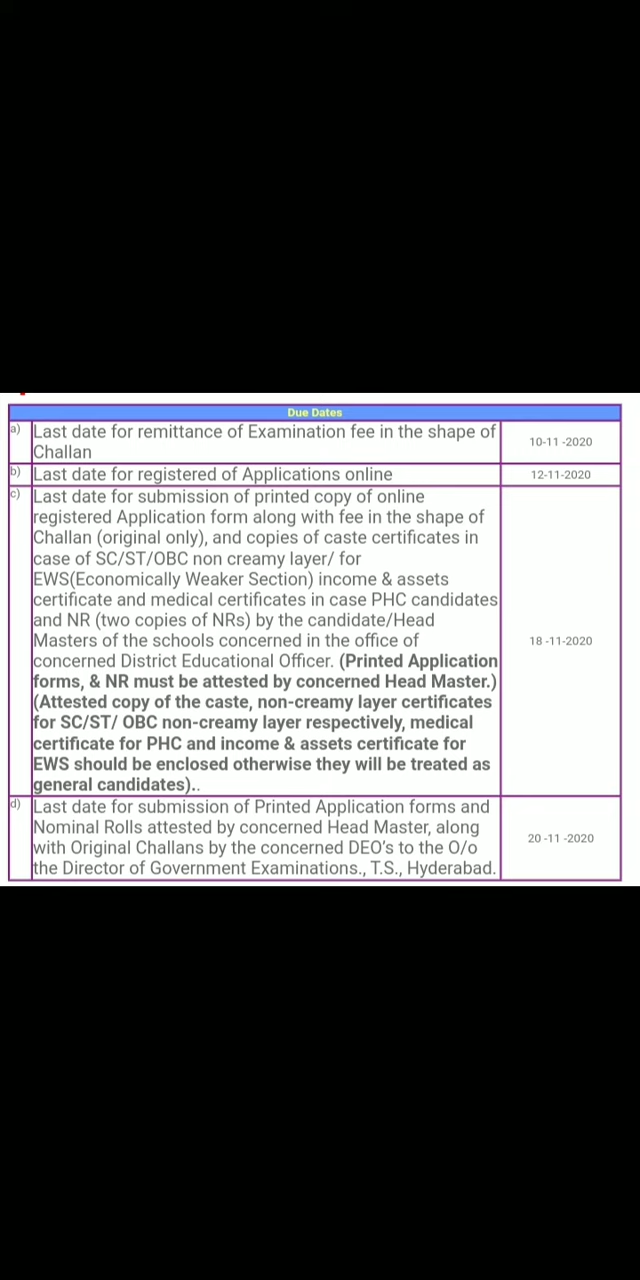 Due Dates
a) Last date for remittance of Examination fee in the shape of
Challan
10-11 -2020
b) Last date for registered of Applications online
12-11-2020
c) Last date for submission of printed copy of online
registered Application form along with fee in the shape of
Challan (original only), and copies of caste certificates in
case of SC/ST/OBC non creamy layer/ for
EWS(Economically Weaker Section) income & assets
certificate and medical certificates in case PHC candidates
and NR (two copies of NRs) by the candidate/Head
Masters of the schools concerned in the office of
concerned District Educational Officer. (Printed Application
forms, & NR must be attested by concerned Head Master.)
(Attested copy of the caste, non-creamy layer certificates
for SC/ST/ OBC non-creamy layer respectively, medical
certificate for PHC and income & assets certificate for
EWS should be enclosed otherwise they will be treated as
general candidates)..
18 -11-2020
d) Last date for submission of Printed Application forms and
Nominal Rolls attested by concerned Head Master, along
with Original Challans by the concerned DEO's to the O/o
the Director of Government Examinations., T.S., Hyderabad.
20 -11 -2020